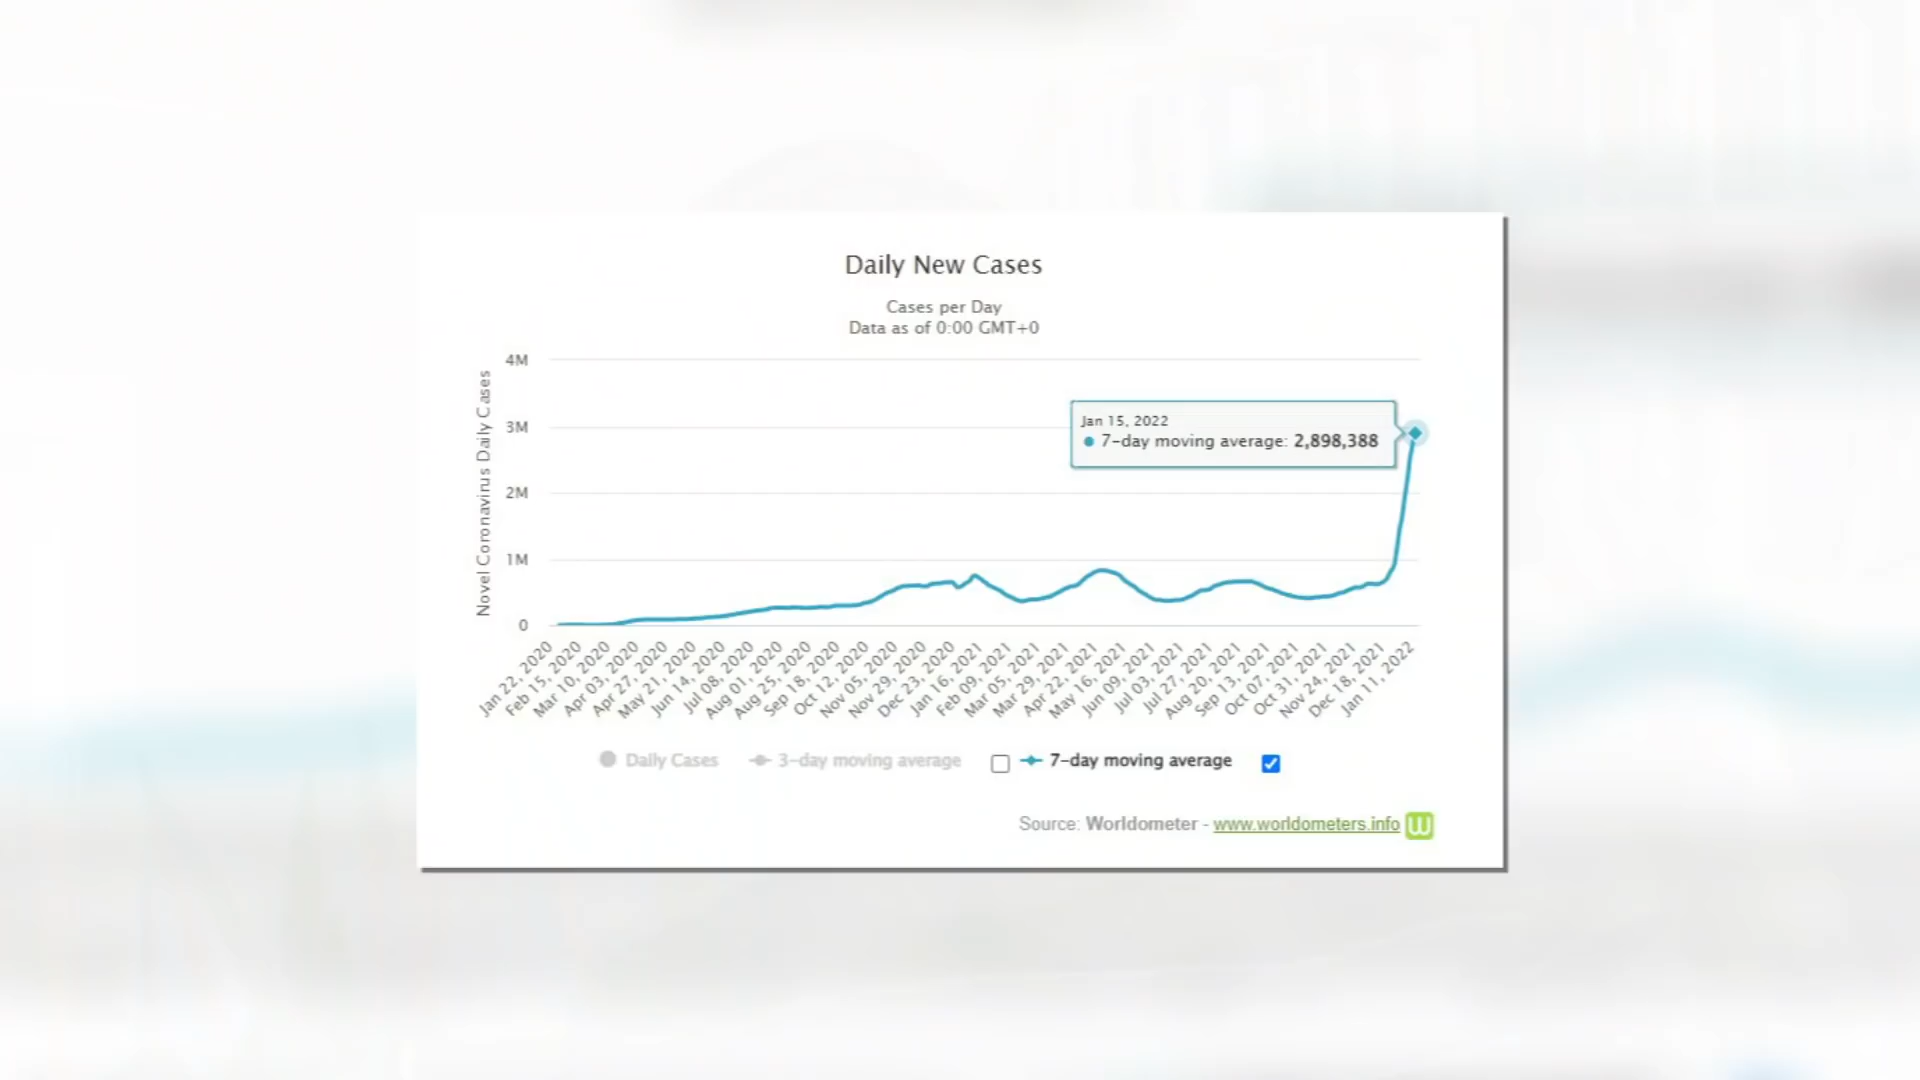 Daily New Cases
Cases per Day
Data as of 0:00 GMT+0
Novel Coronavirus Daily Cases
4M
3M
2M
1M
0
Jan 15, 2022
7-day moving average: 2,898,388
Jan 22, 2020
Feb 15, 2020
Mar 10, 2020
Apr 03, 2020
Apr 27, 2020
May 21, 2020
Jun 14, 2020
Jul 08, 2020
Aug 01, 2020
Aug 25, 2020
Sep 18, 2020
Oct 12, 2020
Nov 05, 2020
Nov 29, 2020
Dec 23, 2020
Jan 16, 2021
Feb 09, 2021
Mar 05, 2021
Mar 29, 2021
Apr 22, 2021
May 16, 2021
Jun 09, 2021
Jul 03, 2021
Jul 27, 2021
Aug 20, 2021
Sep 13, 2021
Oct 07, 2021
Oct 31, 2021
Nov 24, 2021
Dec 18, 2021
Jan 11, 2022
Daily Cases 3-day moving average 7-day moving average
Source: Worldometer - www.worldometers.info W